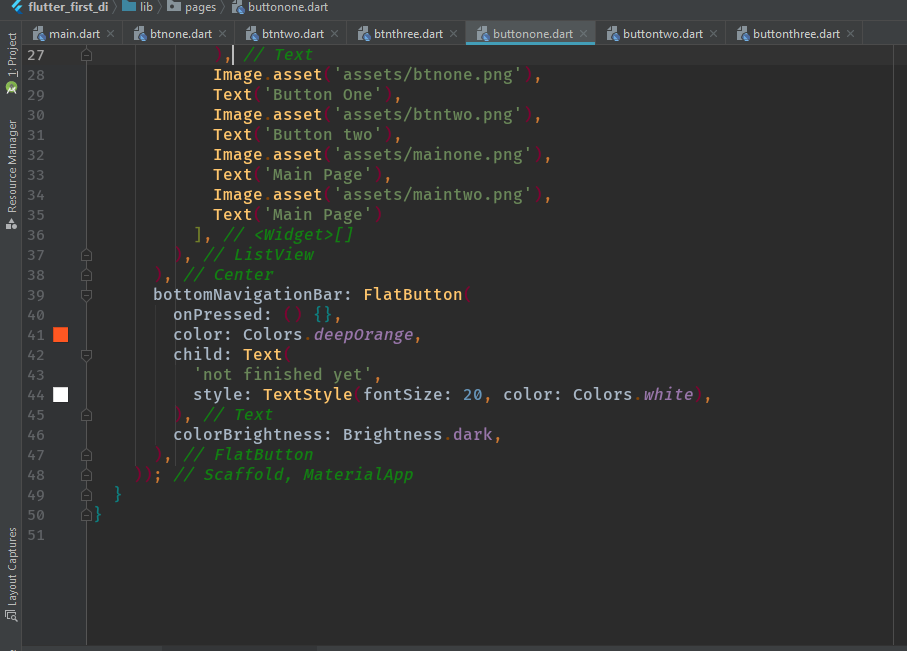 flutter_first_di lib pages buttonone.dart
main.dart btnone.dart btntwo.dart btnthree.dart buttonone.dart buttontwo.dart buttonthree.dart
1: Project
Resource Manager
Layout Captures
27 ), // Text
28 Image.asset('assets/btnone.png'),
29 Text('Button One'),
30 Image.asset('assets/btntwo.png'),
31 Text('Button two'),
32 Image.asset('assets/mainone.png'),
33 Text('Main Page'),
34 Image.asset('assets/maintwo.png'),
35 Text('Main Page')
36 ], // <Widget>[]
37 ), // ListView
38 ), // Center
39 bottomNavigationBar: FlatButton(
40 onPressed: () {},
41 color: Colors.deepOrange,
42 child: Text(
43 'not finished yet',
44 style: TextStyle(fontSize: 20, color: Colors.white),
45 ), // Text
46 colorBrightness: Brightness.dark,
47 ), // FlatButton
48 )); // Scaffold, MaterialApp
49 }
50 }
51